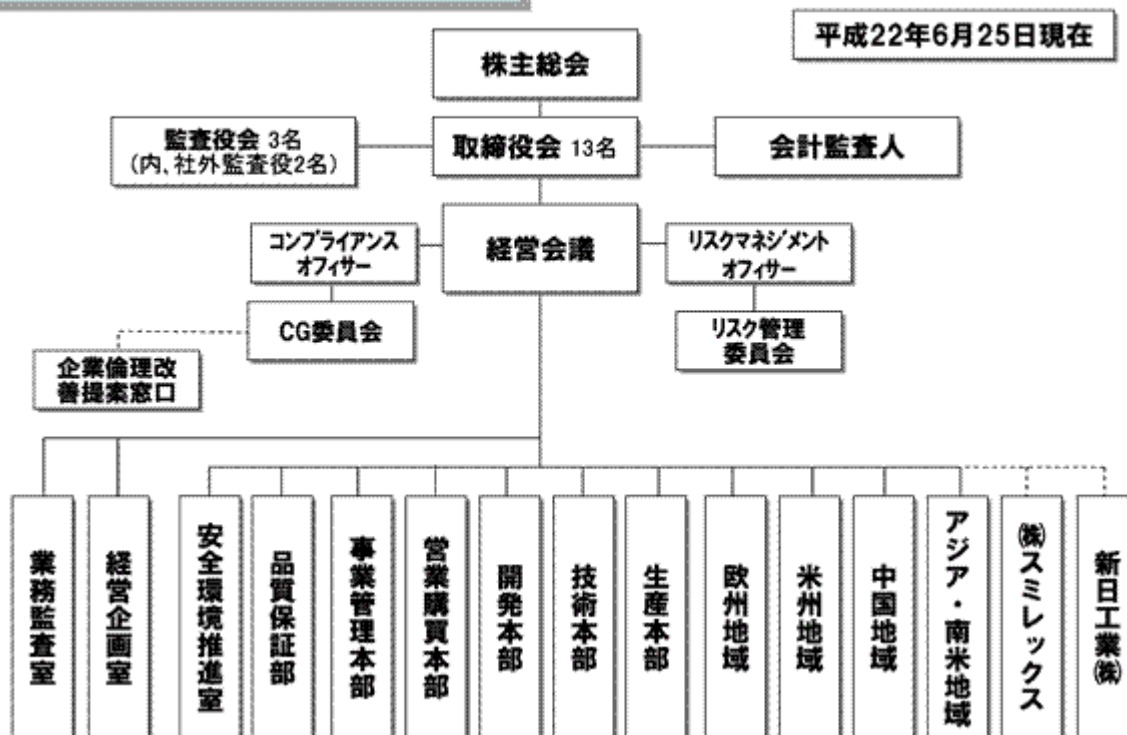 平成22年6月25日現在
株主総会
監査役会 3名
(内、社外監査役2名)
取締役会 13名
会計監査人
コンプライアンス
オフィサー
経営会議
リスクマネジメント
オフィサー
CG委員会
リスク管理
委員会
企業倫理改
善提案窓口
業務監査室
経営企画室
安全環境推進室
品質保証部
事業管理本部
営業購買本部
開発本部
技術本部
生産本部
欧州地域
米州地域
中国地域
アジア・南米地域
㈱スミレックス
新日工業㈱